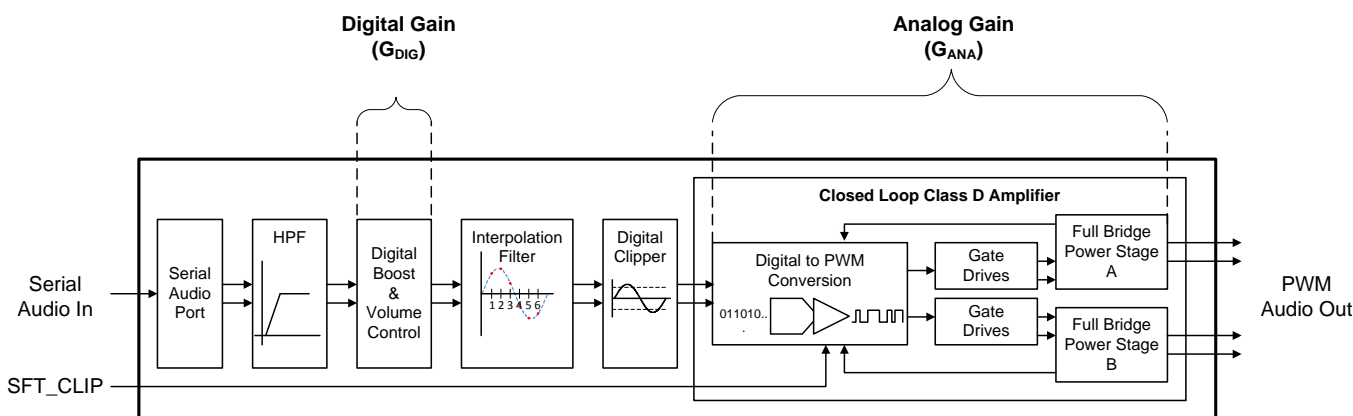 Digital Gain
(GDIG)
Analog Gain
(GANA)
Closed Loop Class D Amplifier
Serial
Audio In
Serial
Audio
Port
HPF
Digital
Boost
&
Volume
Control
Interpolation
Filter
1 2 3 4 5 6
Digital
Clipper
Digital to PWM
Conversion
011010..
.
Gate
Drives
Gate
Drives
Full Bridge
Power Stage
A
Full Bridge
Power Stage
B
PWM
Audio Out
SFT_CLIP